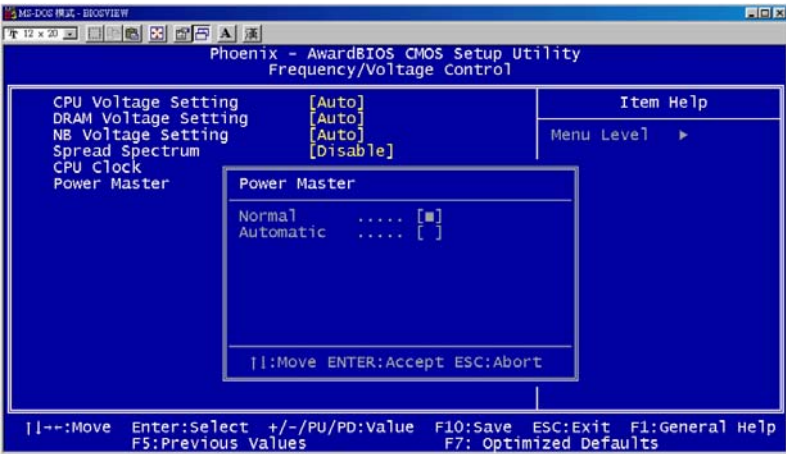 MS-DOS 模式 - BIOSVIEW
12 x 20 A 漢
Phoenix - AwardBIOS CMOS Setup Utility
Frequency/Voltage Control
CPU Voltage Setting [Auto]
DRAM Voltage Setting [Auto]
NB Voltage Setting [Auto]
Spread Spectrum [Disable]
CPU Clock
Power Master
Item Help
Menu Level ►
Power Master
Normal ..... [■]
Automatic ..... [ ]
↑↓:Move ENTER:Accept ESC:Abort
↑↓→←:Move Enter:Select +/-/PU/PD:Value F10:Save ESC:Exit F1:General Help
F5:Previous Values F7: Optimized Defaults